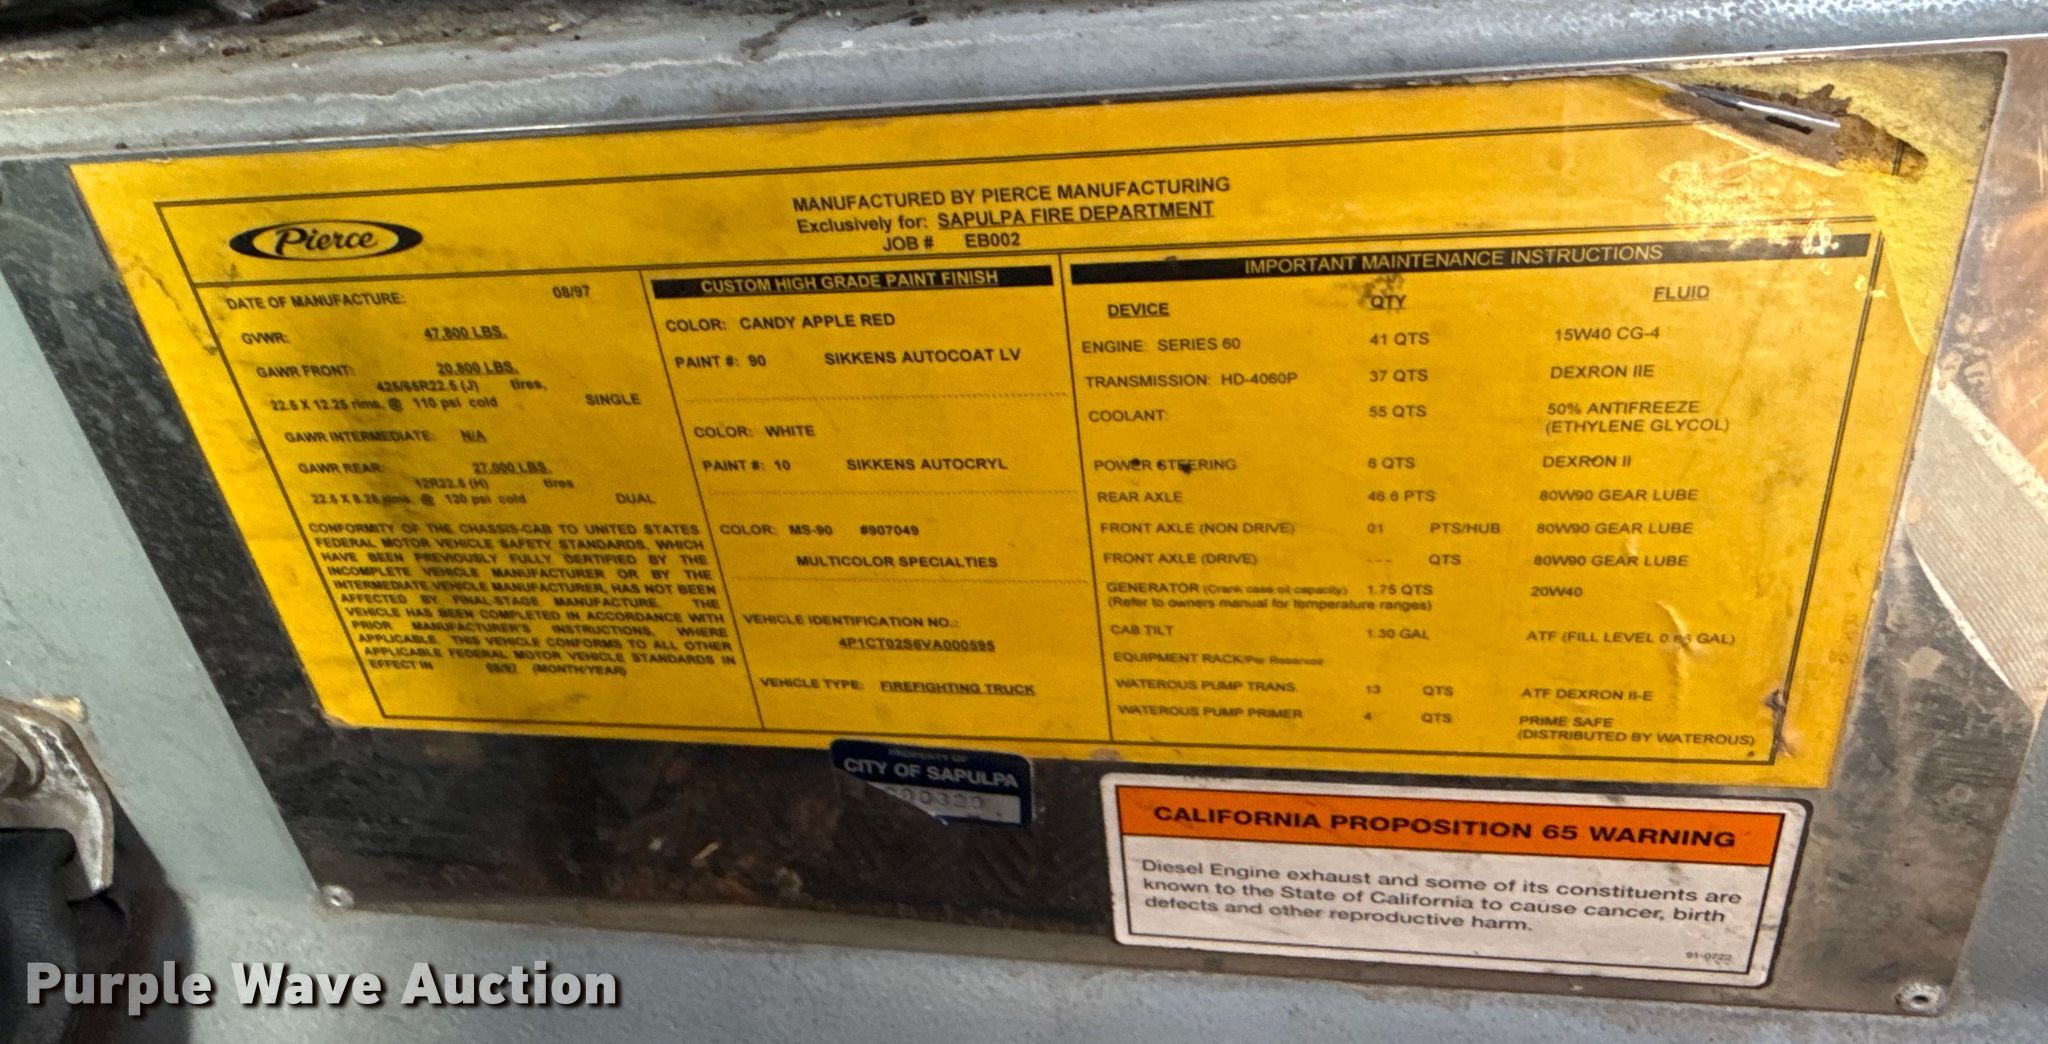 MANUFACTURED BY PIERCE MANUFACTURING
Exclusively for: SAPULPA FIRE DEPARTMENT
JOB # EB002
Pierce
DATE OF MANUFACTURE: 08/97
GVWR: 47,800 LBS.
GAWR FRONT: 20,800 LBS.
425/65R22.5 (J) tires,
22.5 X 12.25 rims, @ 110 psi cold SINGLE
GAWR INTERMEDIATE: N/A
GAWR REAR: 27,000 LBS.
12R22.5 (H) tires
22.5 X 8.25 rims @ 120 psi cold DUAL
CONFORMITY OF THE CHASSIS-CAB TO UNITED STATES
FEDERAL MOTOR VEHICLE SAFETY STANDARDS, WHICH
HAVE BEEN PREVIOUSLY FULLY CERTIFIED BY THE
INCOMPLETE VEHICLE MANUFACTURER OR BY THE
INTERMEDIATE VEHICLE MANUFACTURER, HAS NOT BEEN
AFFECTED BY FINAL-STAGE MANUFACTURE. THE
VEHICLE HAS BEEN COMPLETED IN ACCORDANCE WITH
PRIOR MANUFACTURER'S INSTRUCTIONS, WHERE
APPLICABLE. THIS VEHICLE CONFORMS TO ALL OTHER
APPLICABLE FEDERAL MOTOR VEHICLE STANDARDS IN
EFFECT IN 08/97 (MONTH/YEAR)
CUSTOM HIGH GRADE PAINT FINISH
COLOR: CANDY APPLE RED
PAINT #: 90 SIKKENS AUTOCOAT LV
COLOR: WHITE
PAINT #: 10 SIKKENS AUTOCRYL
COLOR: MS-90 #907049
MULTICOLOR SPECIALTIES
VEHICLE IDENTIFICATION NO.:
4P1CT02S6VA000595
VEHICLE TYPE: FIREFIGHTING TRUCK
IMPORTANT MAINTENANCE INSTRUCTIONS
DEVICE QTY FLUID
ENGINE: SERIES 60 41 QTS 15W40 CG-4
TRANSMISSION: HD-4060P 37 QTS DEXRON IIE
COOLANT: 55 QTS 50% ANTIFREEZE
(ETHYLENE GLYCOL)
POWER STEERING 6 QTS DEXRON II
REAR AXLE 46.6 PTS 80W90 GEAR LUBE
FRONT AXLE (NON DRIVE) 01 PTS/HUB 80W90 GEAR LUBE
FRONT AXLE (DRIVE) --- QTS 80W90 GEAR LUBE
GENERATOR (Crank case oil capacity) 1.75 QTS 20W40
(Refer to owners manual for temperature ranges)
CAB TILT 1.30 GAL ATF (FILL LEVEL GAL)
EQUIPMENT RACK/Per Reservoir
WATEROUS PUMP TRANS. 13 QTS ATF DEXRON II-E
WATEROUS PUMP PRIMER 4 QTS PRIME SAFE
(DISTRIBUTED BY WATEROUS)
PROPERTY OF
CITY OF SAPULPA
CALIFORNIA PROPOSITION 65 WARNING
Diesel Engine exhaust and some of its constituents are
known to the State of California to cause cancer, birth
defects and other reproductive harm.
91-0722
Purple Wave Auction